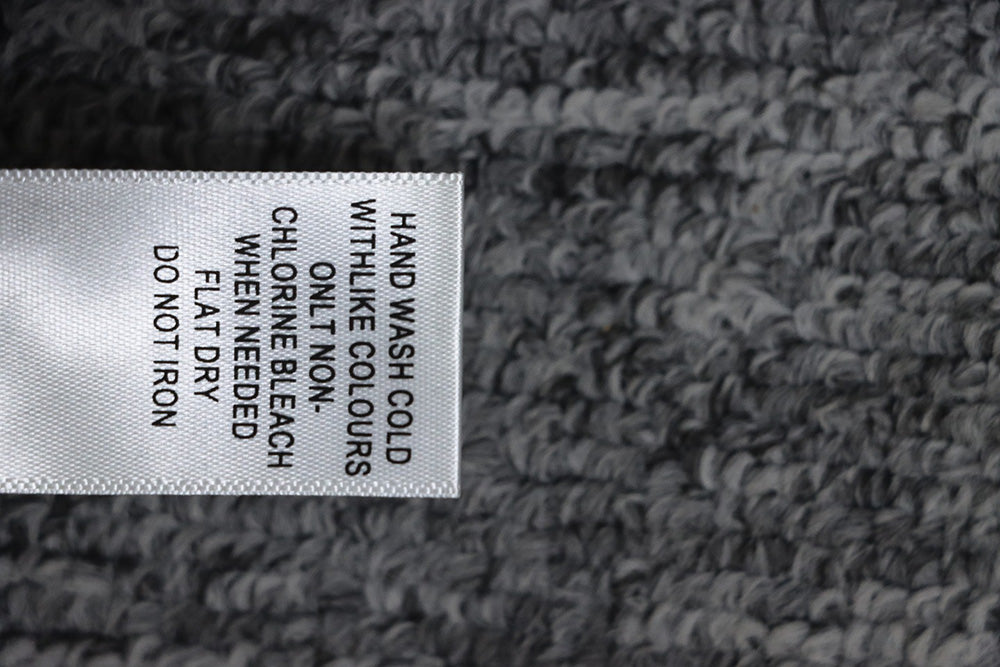 HAND WASH COLD
WITHLIKE COLOURS
ONLT NON-
CHLORINE BLEACH
WHEN NEEDED
FLAT DRY
DO NOT IRON